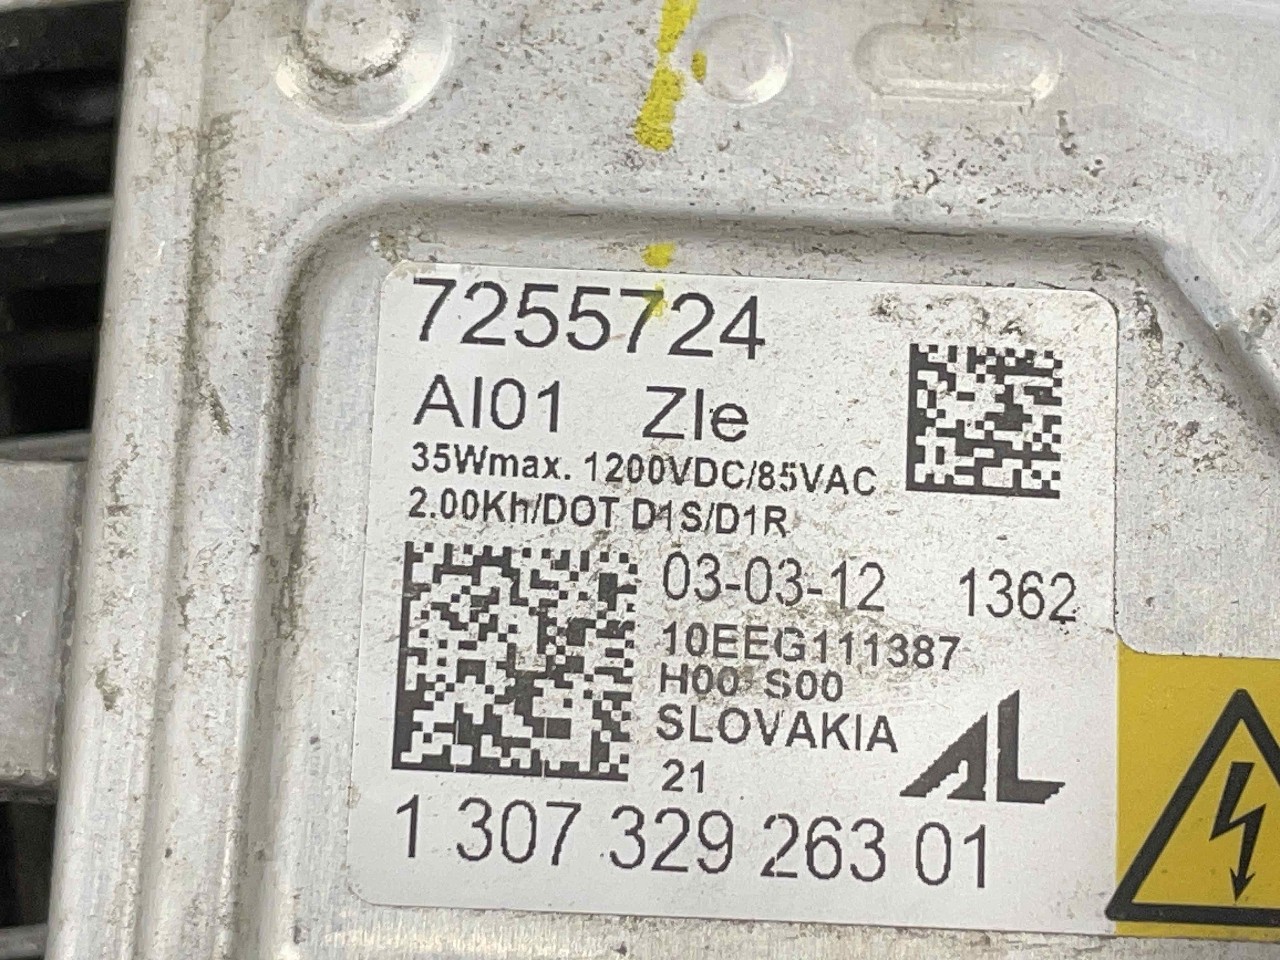 7255724
AI01 ZIe
35Wmax. 1200VDC/85VAC
2.00Kh/DOT D1S/D1R
03-03-12 1362
10EEG111387
H00 S00
SLOVAKIA
21
AL
1 307 329 263 01